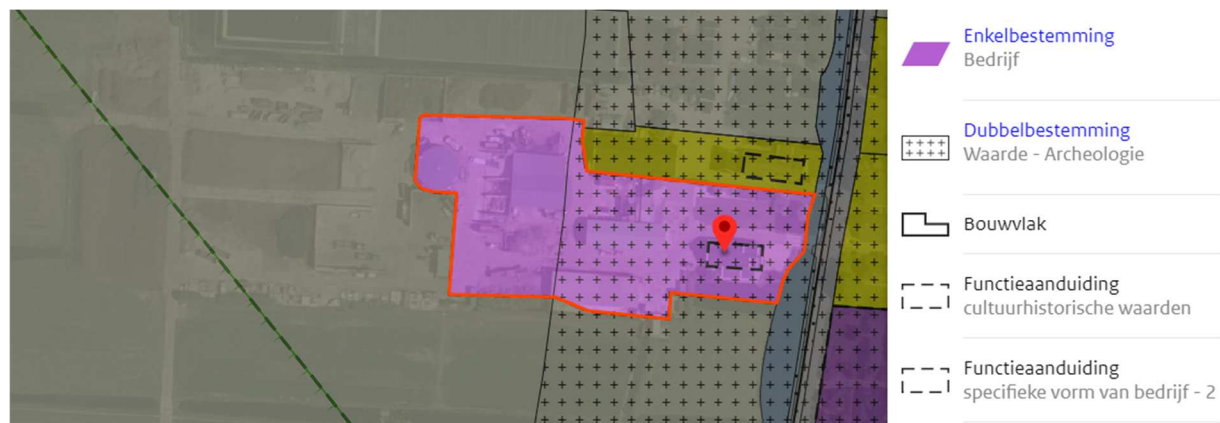 Enkelbestemming
Bedrijf
Dubbelbestemming
Waarde - Archeologie
Bouwvlak
Functieaanduiding
cultuurhistorische waarden
Functieaanduiding
specifieke vorm van bedrijf - 2